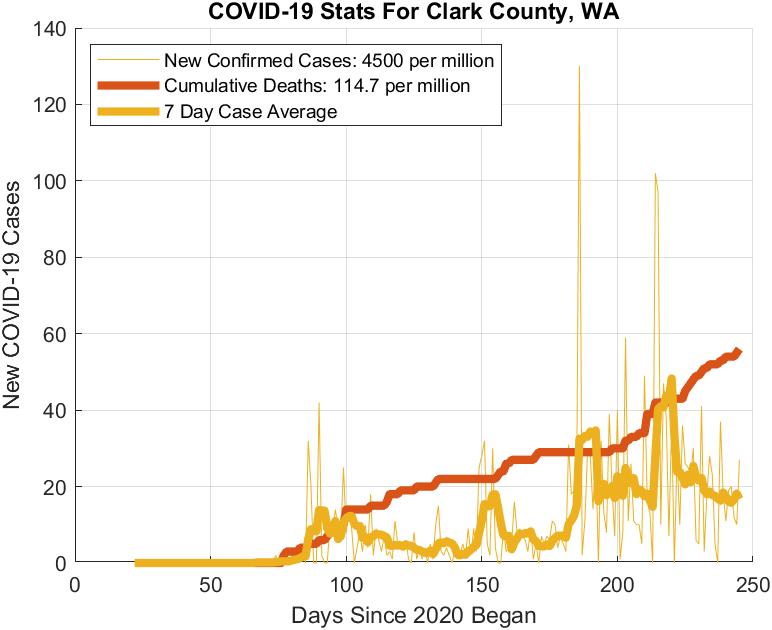 COVID-19 Stats For Clark County, WA
New Confirmed Cases: 4500 per million
Cumulative Deaths: 114.7 per million
7 Day Case Average
New COVID-19 Cases
140
120
100
80
60
40
20
0
0 50 100 150 200 250
Days Since 2020 Began